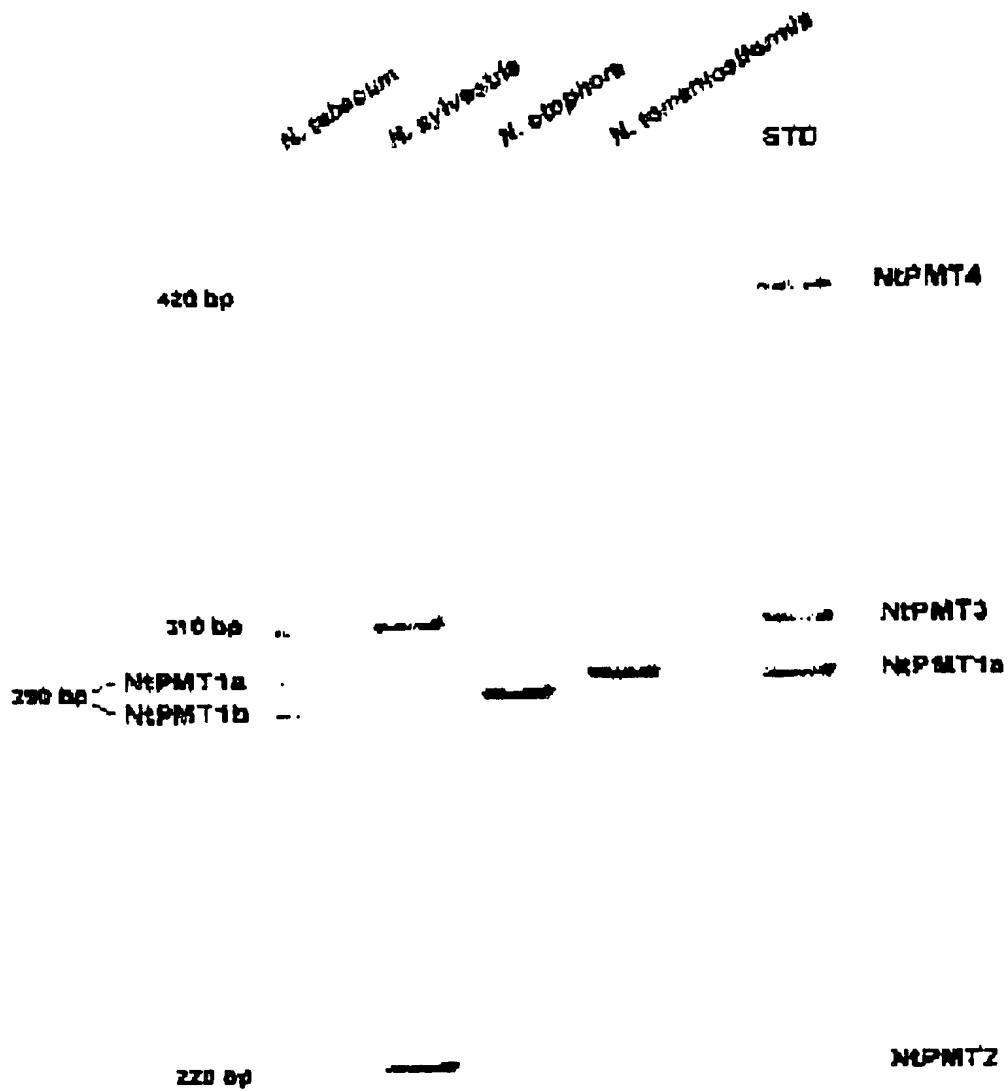 N. tabacum
N. sylvestris
N. otophora
N. tomentosiformis
STD
420 bp
NtPMT4
310 bp
NtPMT3
290 bp
NtPMT1a
NtPMT1b
NtPMT1a
220 bp
NtPMT2